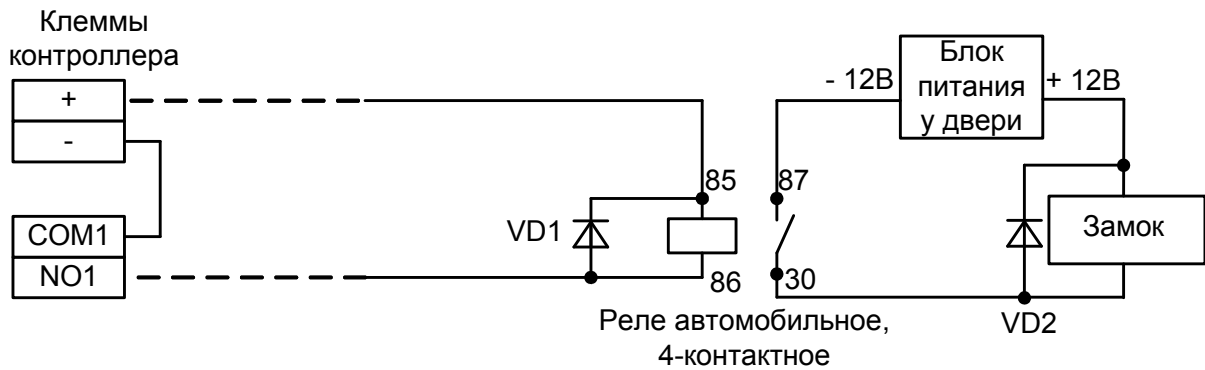 Клеммы
контроллера
+
-
COM1
NO1
VD1
85
86
87
30
Реле автомобильное,
4-контактное
- 12В
Блок
питания
у двери
+ 12В
Замок
VD2